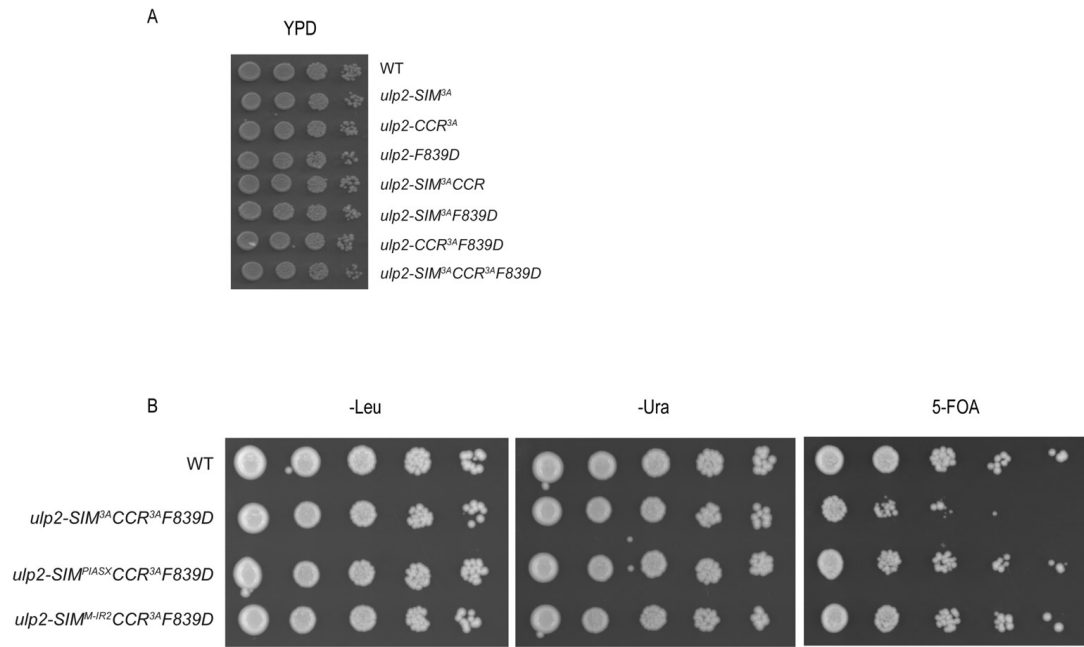 A
YPD
WT
ulp2-SIM³ᴬ
ulp2-CCR³ᴬ
ulp2-F839D
ulp2-SIM³ᴬCCR
ulp2-SIM³ᴬF839D
ulp2-CCR³ᴬF839D
ulp2-SIM³ᴬCCR³ᴬF839D
B
-Leu
-Ura
5-FOA
WT
ulp2-SIM³ᴬCCR³ᴬF839D
ulp2-SIMᴾᴵᴬˢˣCCR³ᴬF839D
ulp2-SIMᴹ⁻ᴵᴿ²CCR³ᴬF839D